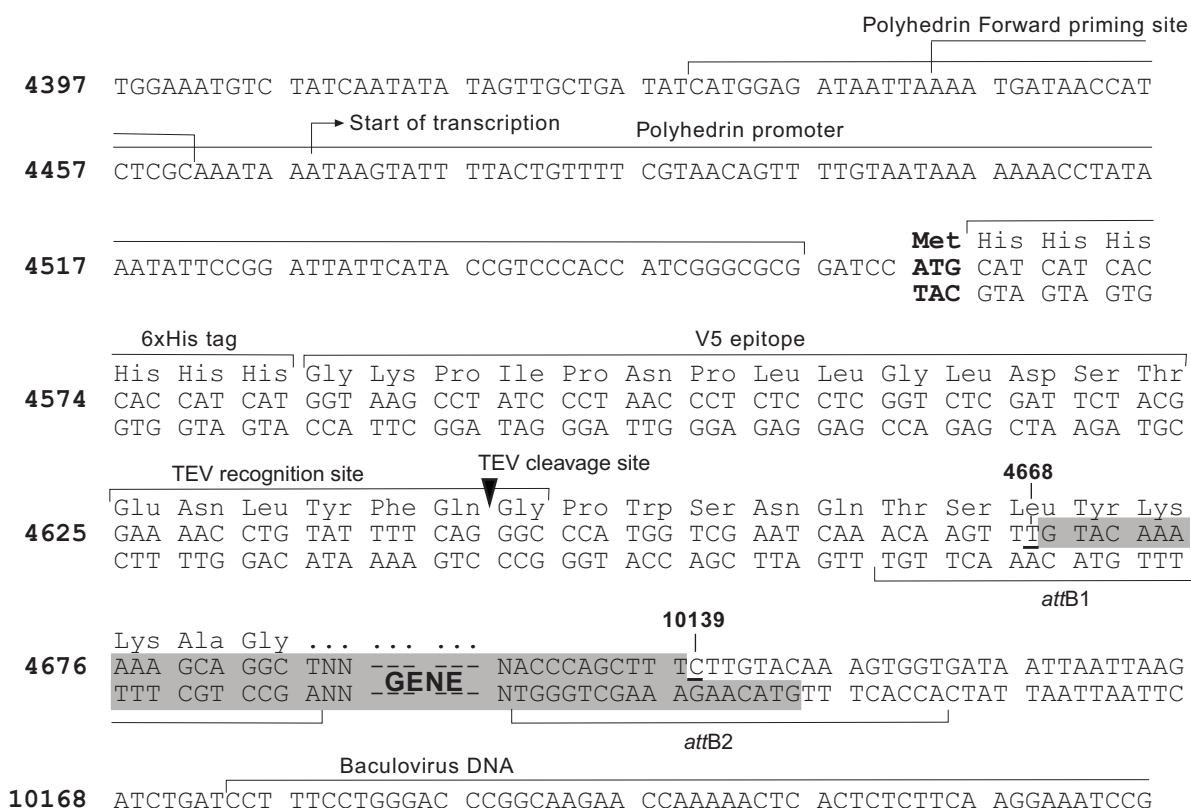 Polyhedrin Forward priming site
4397 TGGAAATGTC TATCAATATA TAGTTGCTGA TATCATGGAG ATAATTAAAA TGATAACCAT
Start of transcription Polyhedrin promoter
4457 CTCGCAAATA AATAAGTATT TTACTGTTTT CGTAACAGTT TTGTAATAAA AAAACCTATA
Met His His His
4517 AATATTCCGG ATTATTCATA CCGTCCCACC ATCGGGCGCG GATCC ATG CAT CAT CAC
TAC GTA GTA GTG
6xHis tag V5 epitope
His His His Gly Lys Pro Ile Pro Asn Pro Leu Leu Gly Leu Asp Ser Thr
4574 CAC CAT CAT GGT AAG CCT ATC CCT AAC CCT CTC CTC GGT CTC GAT TCT ACG
GTG GTA GTA CCA TTC GGA TAG GGA TTG GGA GAG GAG CCA GAG CTA AGA TGC
TEV recognition site TEV cleavage site 4668
Glu Asn Leu Tyr Phe Gln Gly Pro Trp Ser Asn Gln Thr Ser Leu Tyr Lys
4625 GAA AAC CTG TAT TTT CAG GGC CCA TGG TCG AAT CAA ACA AGT TTG TACAAA
CTT TTG GAC ATA AAA GTC CCG GGT ACC AGC TTA GTT TGT TCA AAC ATG TTT
attB1
10139
Lys Ala Gly ... ... ...
4676 AAA GCA GGC TNN --- GENE --- NACCCAGCTTT CTTGTACAA AGTGGTGATA ATTAATTAAG
TTT CGT CCG ANN --- --- NTGGGTCGAAA GAACATGTT TCACCACTAT TAATTAATTC
attB2
Baculovirus DNA
10168 ATCTGATCCT TTCCTGGGAC CCGGCAAGAA CCAAAAACTC ACTCTCTTCA AGGAAATCCG